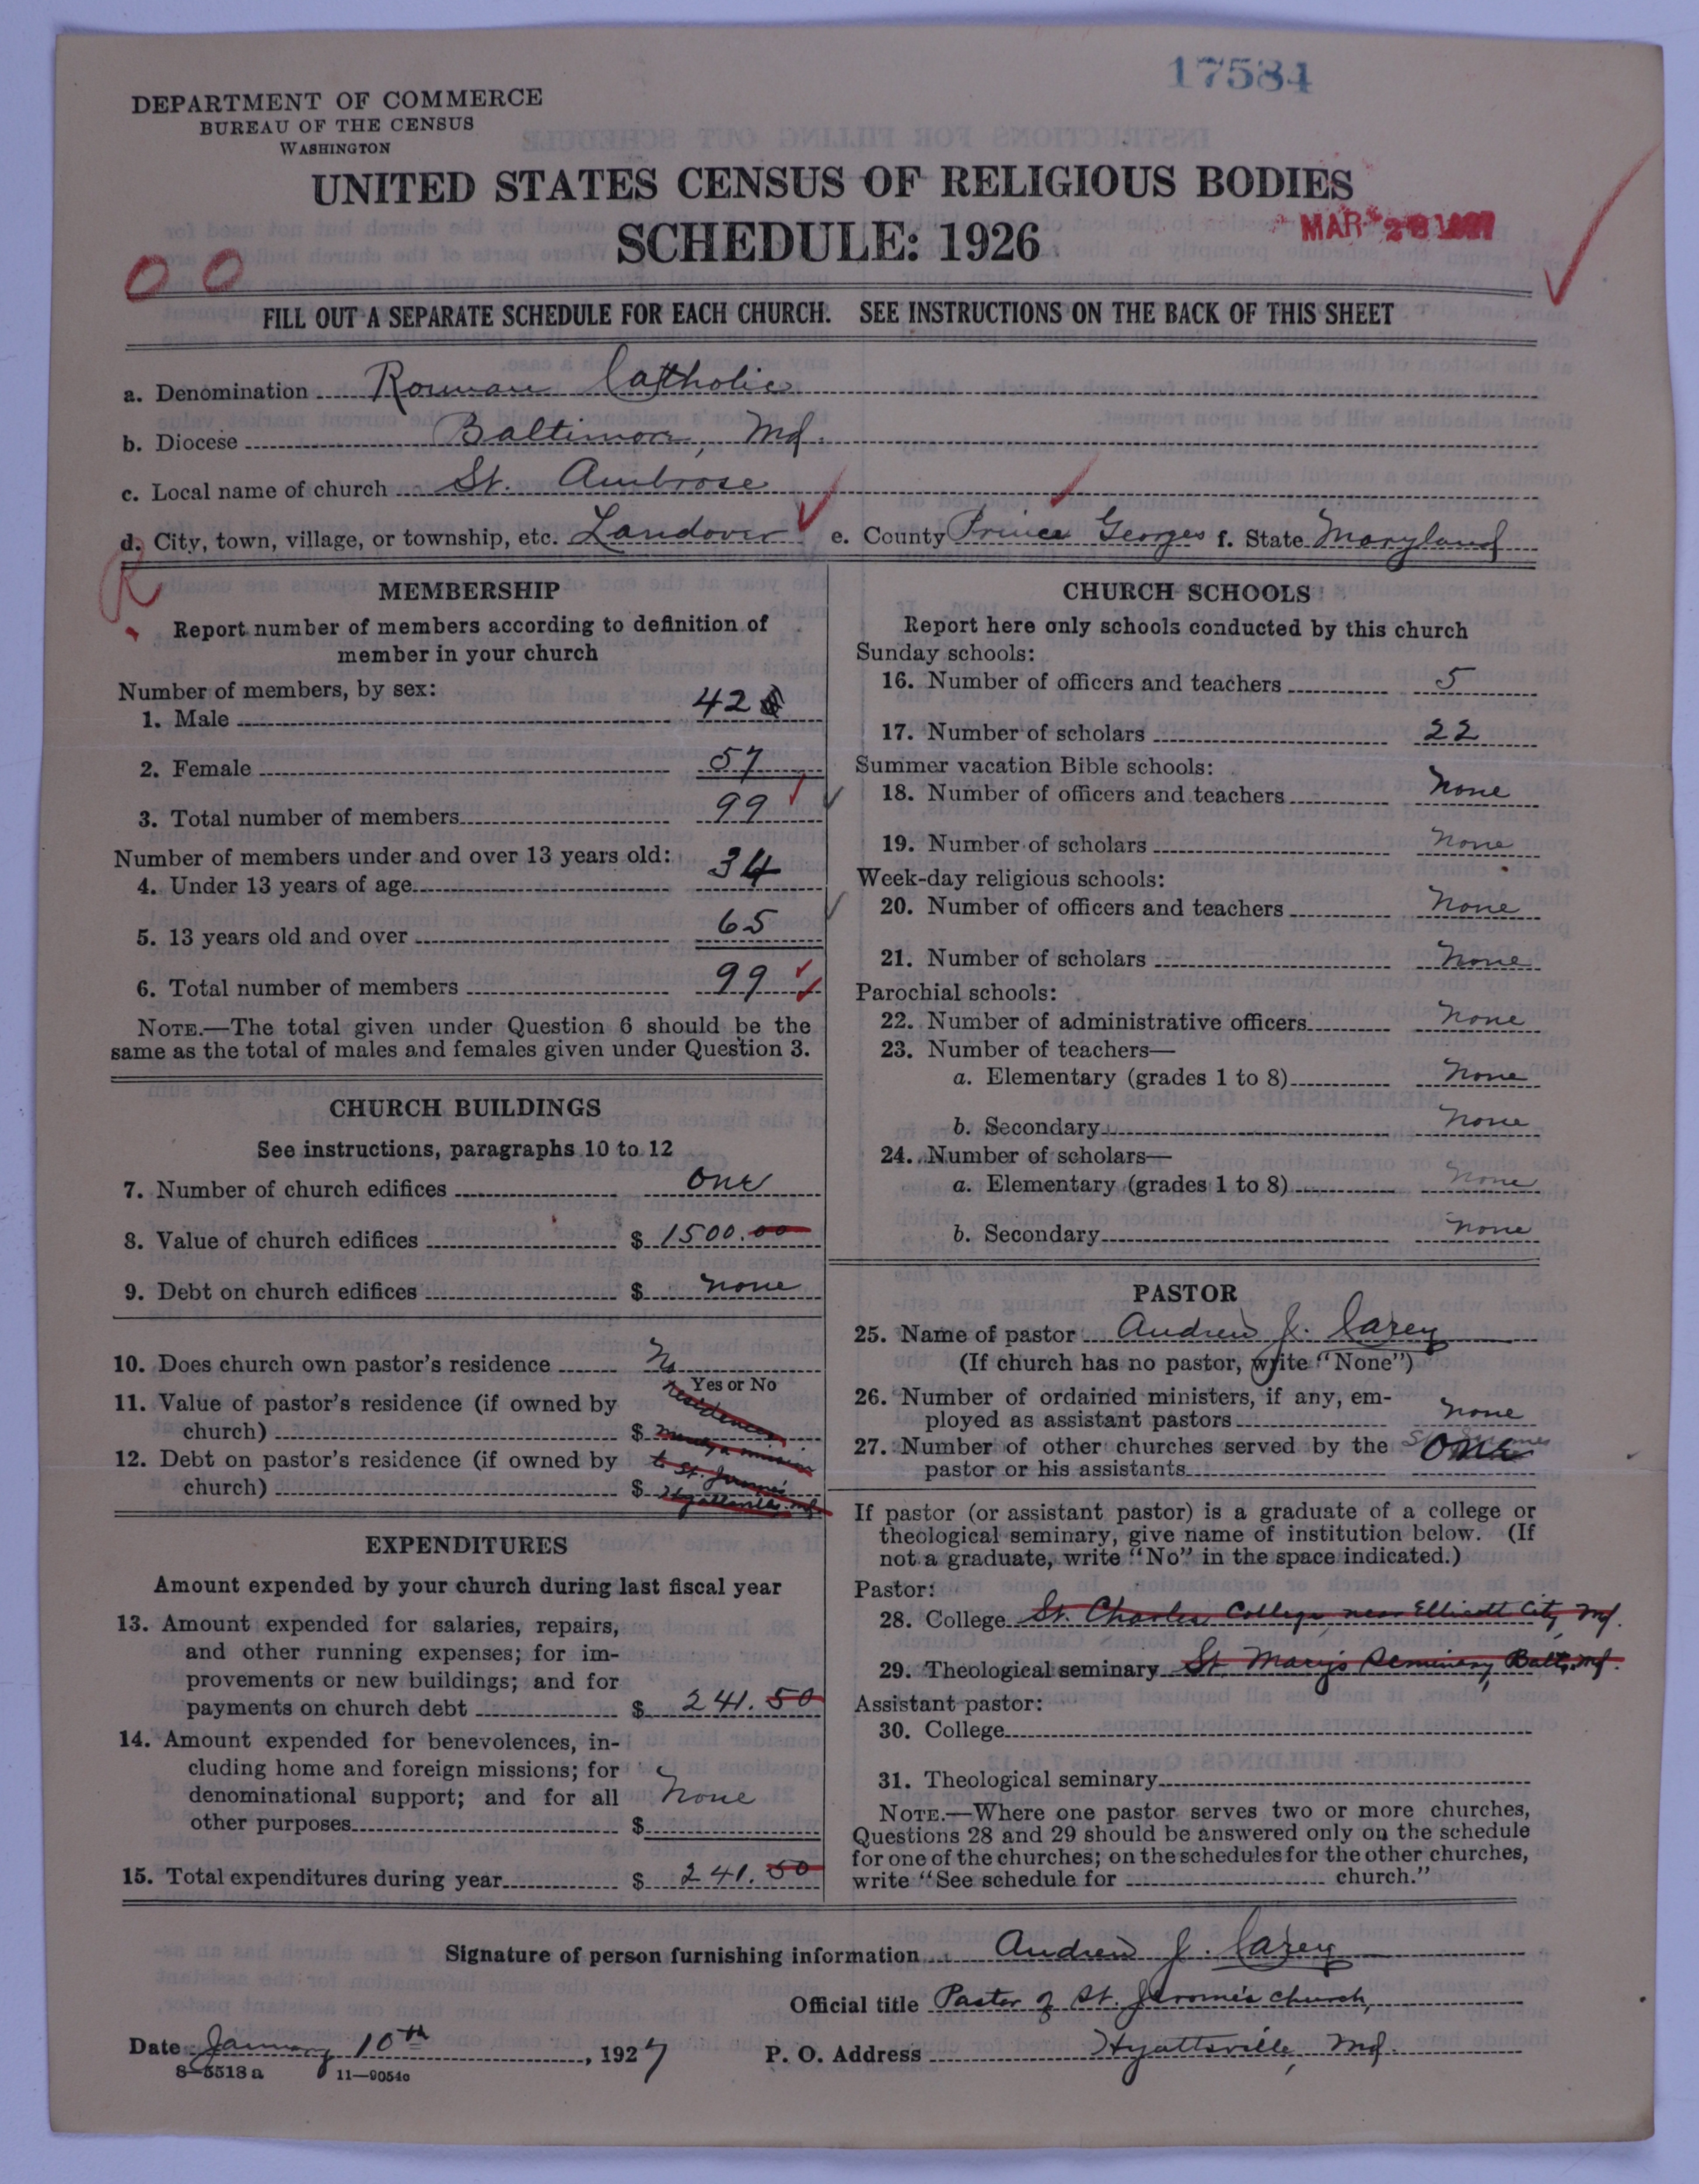 17584
DEPARTMENT OF COMMERCE
BUREAU OF THE CENSUS
WASHINGTON
UNITED STATES CENSUS OF RELIGIOUS BODIES
SCHEDULE: 1926
MAR 28 1927
00
FILL OUT A SEPARATE SCHEDULE FOR EACH CHURCH. SEE INSTRUCTIONS ON THE BACK OF THIS SHEET
a. Denomination Roman Catholic
b. Diocese Baltimore, Md.
c. Local name of church St. Ambrose
d. City, town, village, or township, etc. Landover e. County Prince Georges f. State Maryland
MEMBERSHIP
Report number of members according to definition of
member in your church
Number of members, by sex:
1. Male 42
2. Female 57
3. Total number of members 99
Number of members under and over 13 years old:
4. Under 13 years of age 34
5. 13 years old and over 65
6. Total number of members 99
NOTE.—The total given under Question 6 should be the
same as the total of males and females given under Question 3.
CHURCH BUILDINGS
See instructions, paragraphs 10 to 12
7. Number of church edifices one
8. Value of church edifices $ 1500.00
9. Debt on church edifices $ none
10. Does church own pastor's residence No
Yes or No
11. Value of pastor's residence (if owned by residence
church) $ merely a mission
12. Debt on pastor's residence (if owned by to St. Jerome's
church) $ Hyattsville, Md.
EXPENDITURES
Amount expended by your church during last fiscal year
13. Amount expended for salaries, repairs,
and other running expenses; for im-
provements or new buildings; and for
payments on church debt $ 241.50
14. Amount expended for benevolences, in-
cluding home and foreign missions; for
denominational support; and for all None
other purposes $
15. Total expenditures during year $ 241.50
CHURCH SCHOOLS
Report here only schools conducted by this church
Sunday schools:
16. Number of officers and teachers 5
17. Number of scholars 22
Summer vacation Bible schools:
18. Number of officers and teachers None
19. Number of scholars None
Week-day religious schools:
20. Number of officers and teachers None
21. Number of scholars None
Parochial schools:
22. Number of administrative officers None
23. Number of teachers—
a. Elementary (grades 1 to 8) None
b. Secondary None
24. Number of scholars—
a. Elementary (grades 1 to 8) None
b. Secondary None
PASTOR
25. Name of pastor Andrew J. Carey
(If church has no pastor, write "None")
26. Number of ordained ministers, if any, em-
ployed as assistant pastors none
27. Number of other churches served by the one
pastor or his assistants
If pastor (or assistant pastor) is a graduate of a college or
theological seminary, give name of institution below. (If
not a graduate, write "No" in the space indicated.)
Pastor:
28. College St. Charles College, near Ellicott City, Md.
29. Theological seminary St. Mary's Seminary, Balt., Md.
Assistant pastor:
30. College
31. Theological seminary
NOTE.—Where one pastor serves two or more churches,
Questions 28 and 29 should be answered only on the schedule
for one of the churches; on the schedules for the other churches,
write "See schedule for church."
Signature of person furnishing information Andrew J. Carey
Official title Pastor of St. Jerome's Church,
Date January 10th, 1927 P. O. Address Hyattsville, Md.
8—5518 a 11—9054c